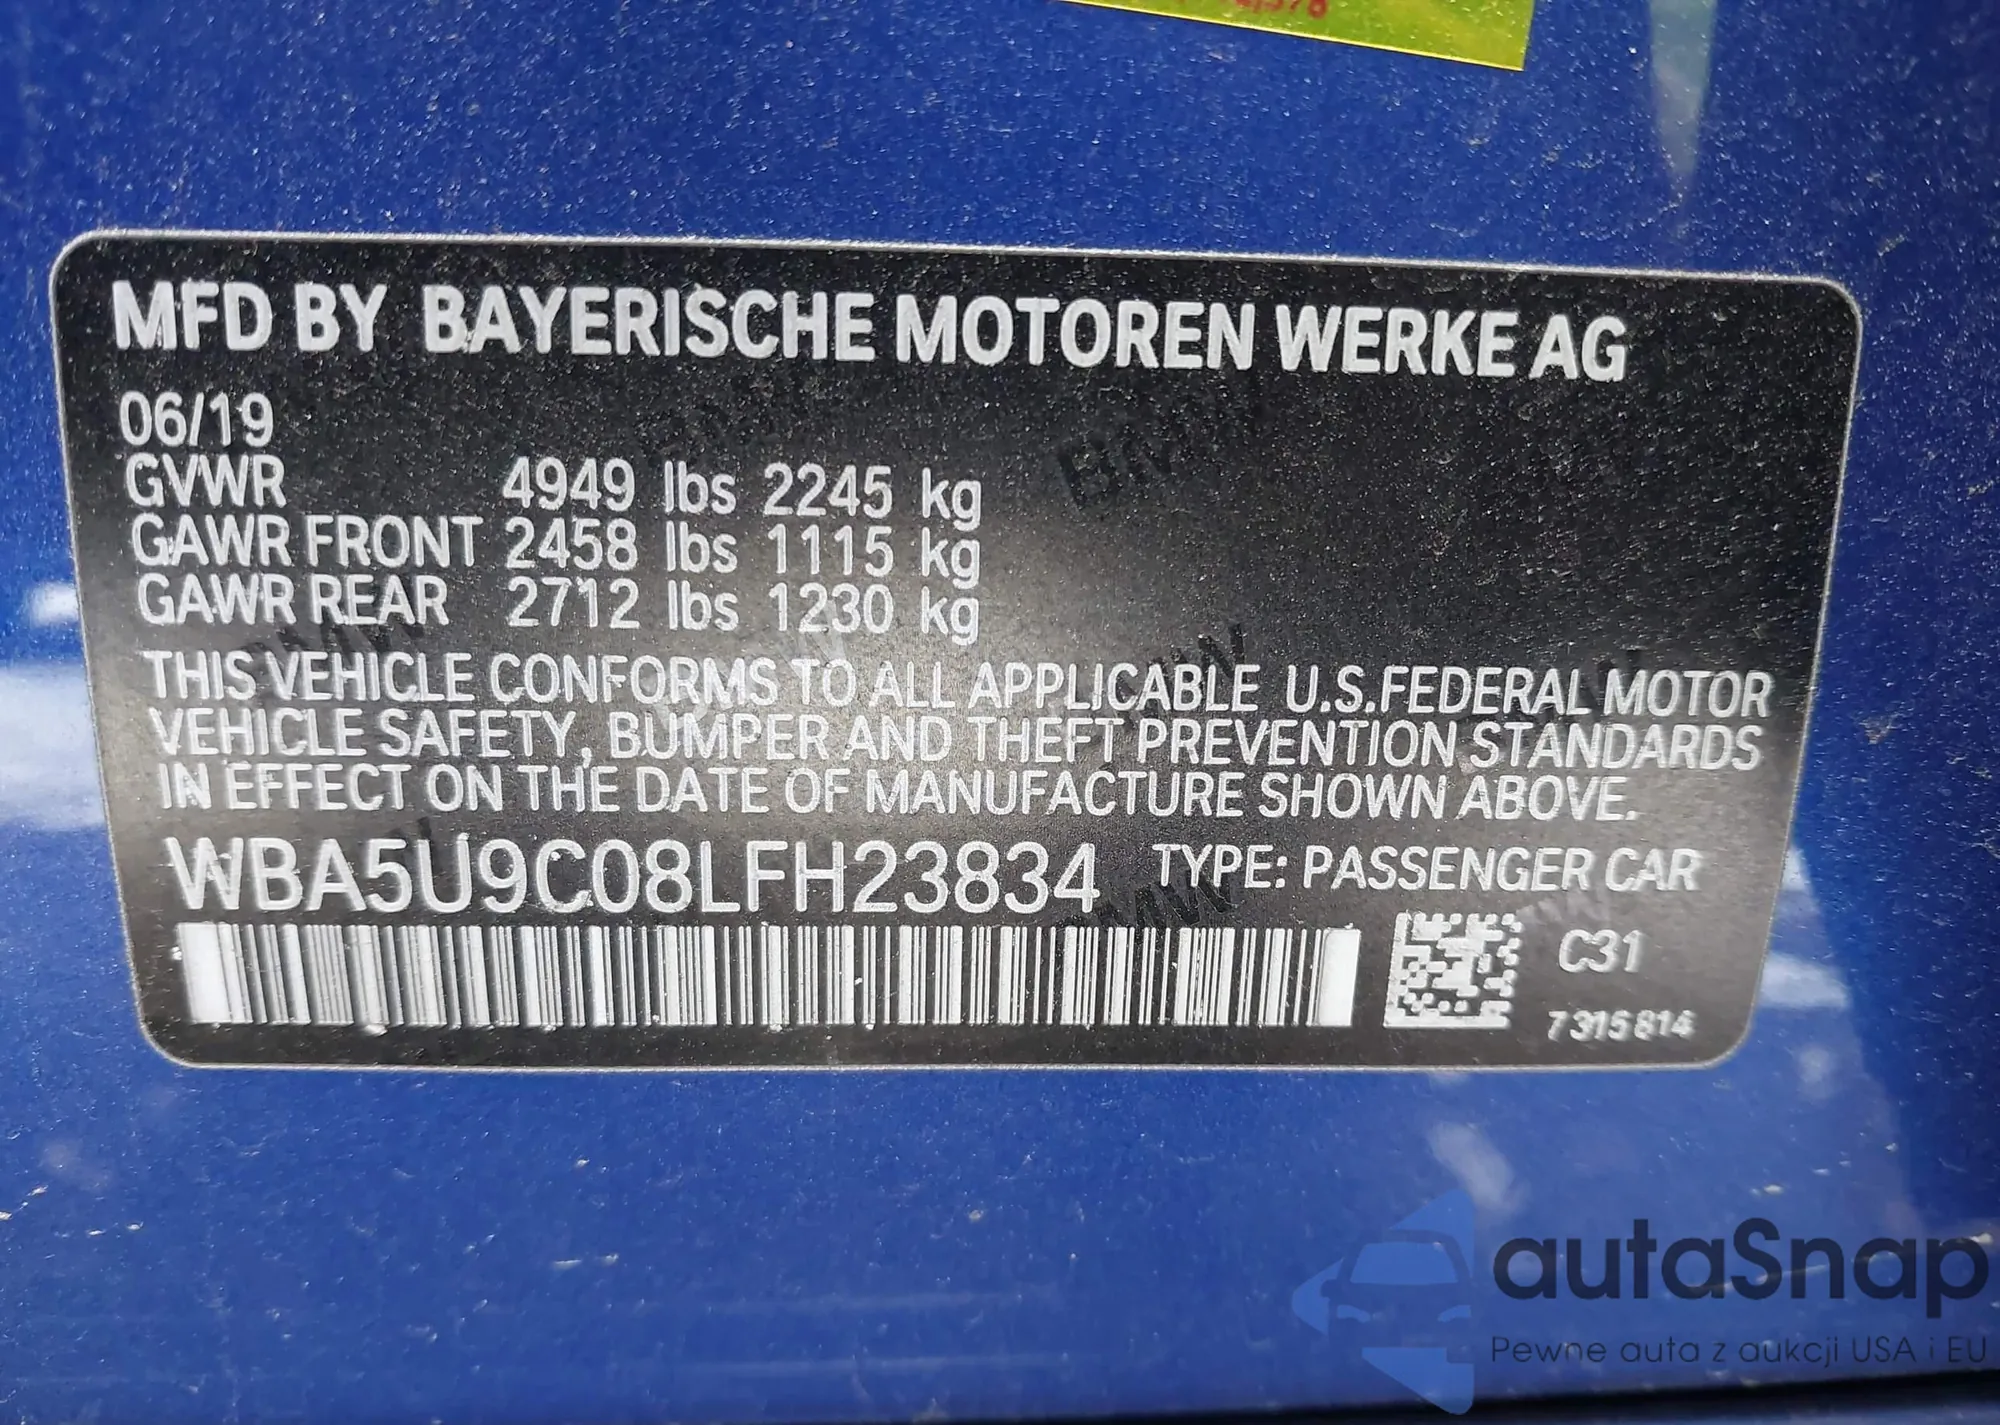 MFD BY BAYERISCHE MOTOREN WERKE AG
06/19
GVWR 4949 lbs 2245 kg
GAWR FRONT 2458 lbs 1115 kg
GAWR REAR 2712 lbs 1230 kg
THIS VEHICLE CONFORMS TO ALL APPLICABLE U.S.FEDERAL MOTOR
VEHICLE SAFETY, BUMPER AND THEFT PREVENTION STANDARDS
IN EFFECT ON THE DATE OF MANUFACTURE SHOWN ABOVE.
WBA5U9C08LFH23834 TYPE: PASSENGER CAR
C31
7315814
autaSnap
Pewne auta z aukcji USA i EU